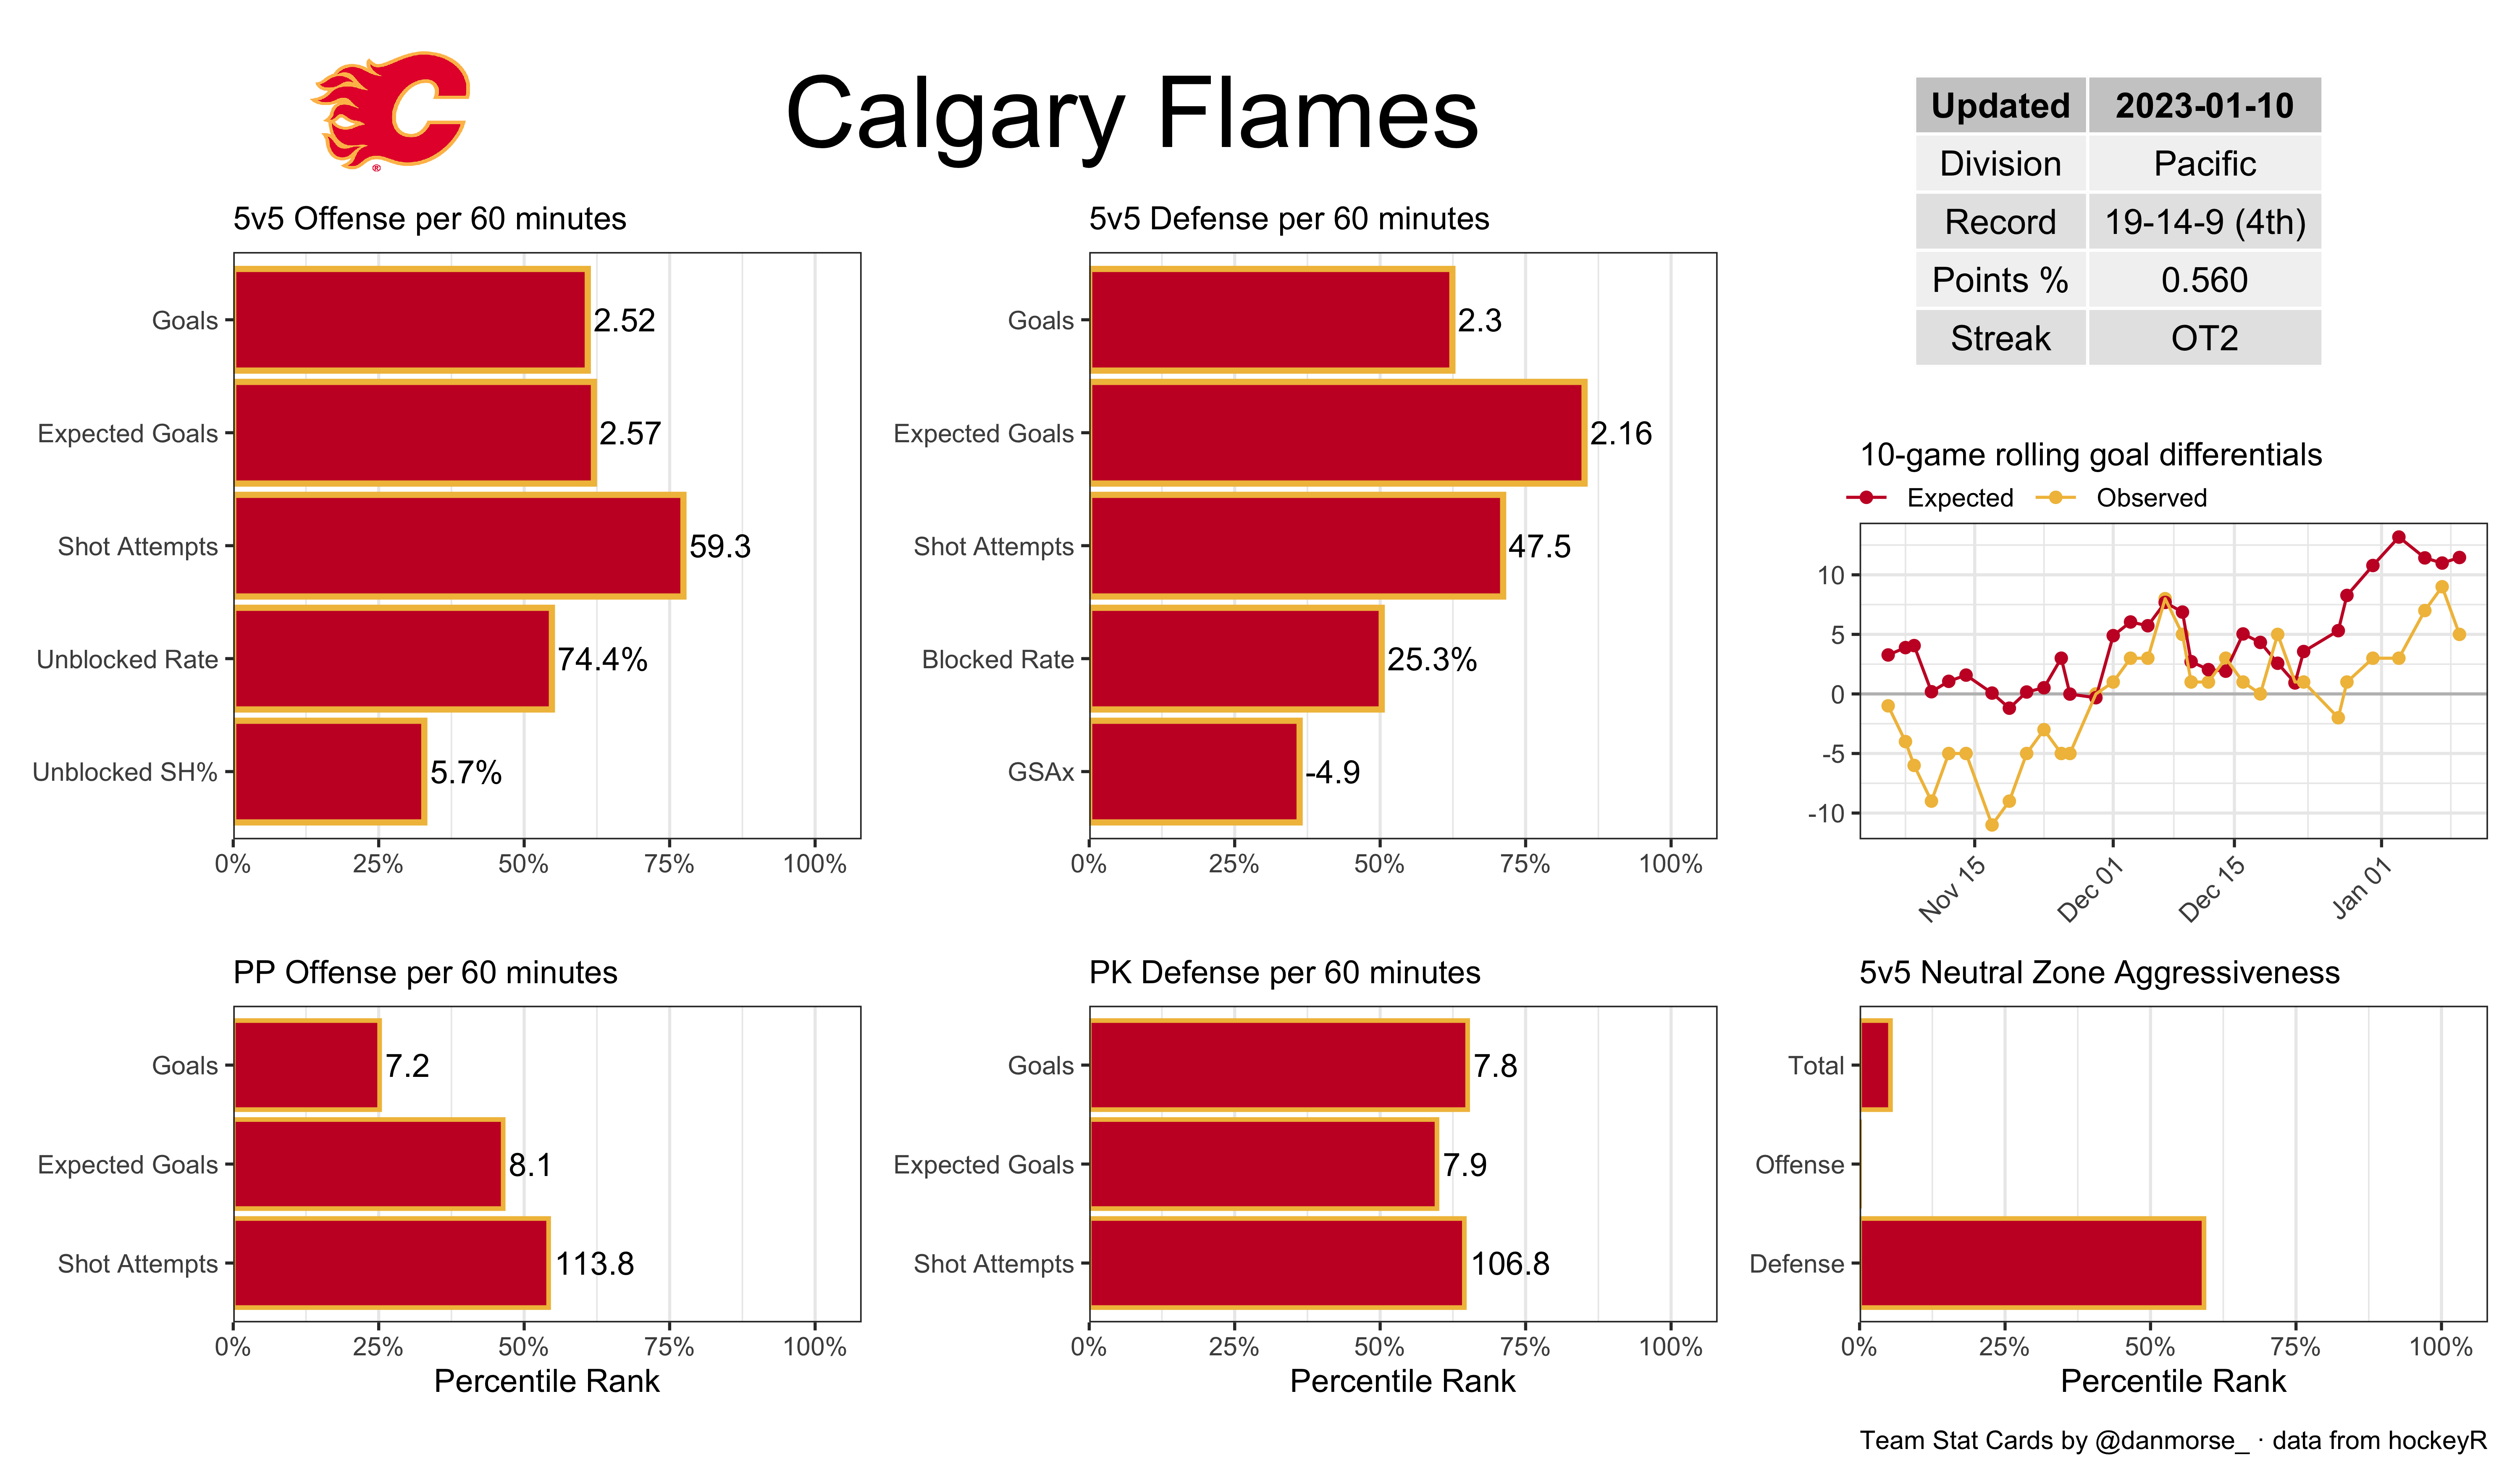 Calgary Flames
Updated 2023-01-10
Division Pacific
Record 19-14-9 (4th)
Points % 0.560
Streak OT2
5v5 Offense per 60 minutes
Goals 2.52
Expected Goals 2.57
Shot Attempts 59.3
Unblocked Rate 74.4%
Unblocked SH% 5.7%
0% 25% 50% 75% 100%
5v5 Defense per 60 minutes
Goals 2.3
Expected Goals 2.16
Shot Attempts 47.5
Blocked Rate 25.3%
GSAx -4.9
0% 25% 50% 75% 100%
10-game rolling goal differentials
Expected Observed
10
5
0
-5
-10
Nov 15 Dec 01 Dec 15 Jan 01
PP Offense per 60 minutes
Goals 7.2
Expected Goals 8.1
Shot Attempts 113.8
0% 25% 50% 75% 100%
Percentile Rank
PK Defense per 60 minutes
Goals 7.8
Expected Goals 7.9
Shot Attempts 106.8
0% 25% 50% 75% 100%
Percentile Rank
5v5 Neutral Zone Aggressiveness
Total
Offense
Defense
0% 25% 50% 75% 100%
Percentile Rank
Team Stat Cards by @danmorse_ · data from hockeyR